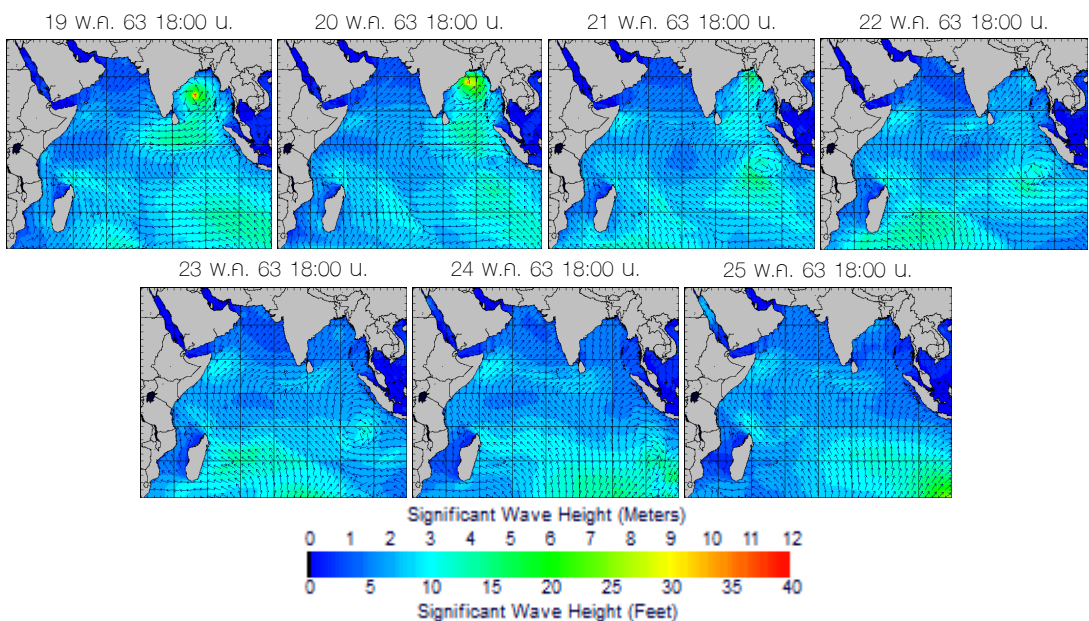 19 พ.ค. 63 18:00 น.
20 พ.ค. 63 18:00 น.
21 พ.ค. 63 18:00 น.
22 พ.ค. 63 18:00 น.
23 พ.ค. 63 18:00 น.
24 พ.ค. 63 18:00 น.
25 พ.ค. 63 18:00 น.
Significant Wave Height (Meters)
0 1 2 3 4 5 6 7 8 9 10 11 12
0 5 10 15 20 25 30 35 40
Significant Wave Height (Feet)